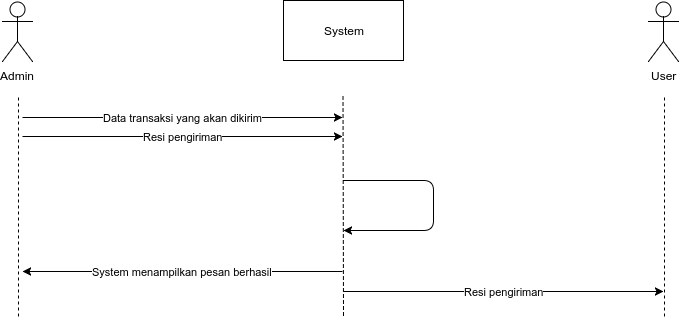 System
Admin
User
Data transaksi yang akan dikirim
Resi pengiriman
System menampilkan pesan berhasil
Resi pengiriman